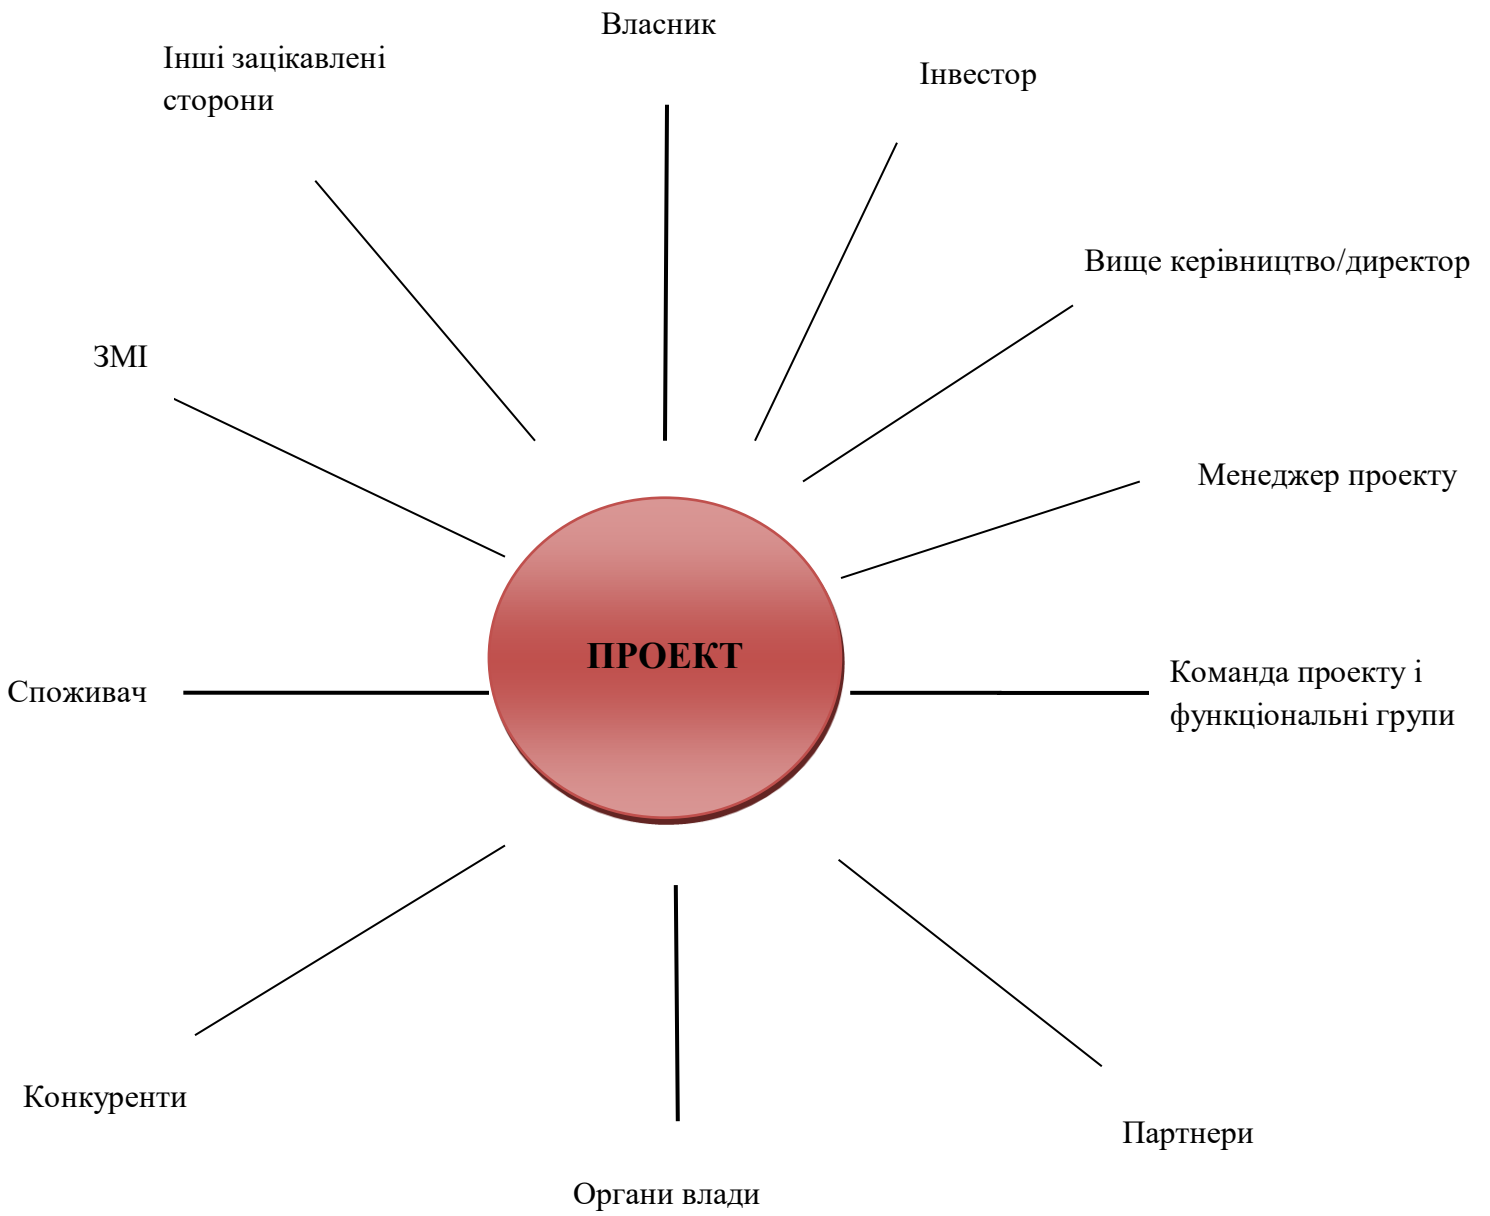 Власник
Інші зацікавлені
сторони
Інвестор
Вище керівництво/директор
ЗМІ
Менеджер проекту
ПРОЕКТ
Споживач
Команда проекту і
функціональні групи
Конкуренти
Партнери
Органи влади